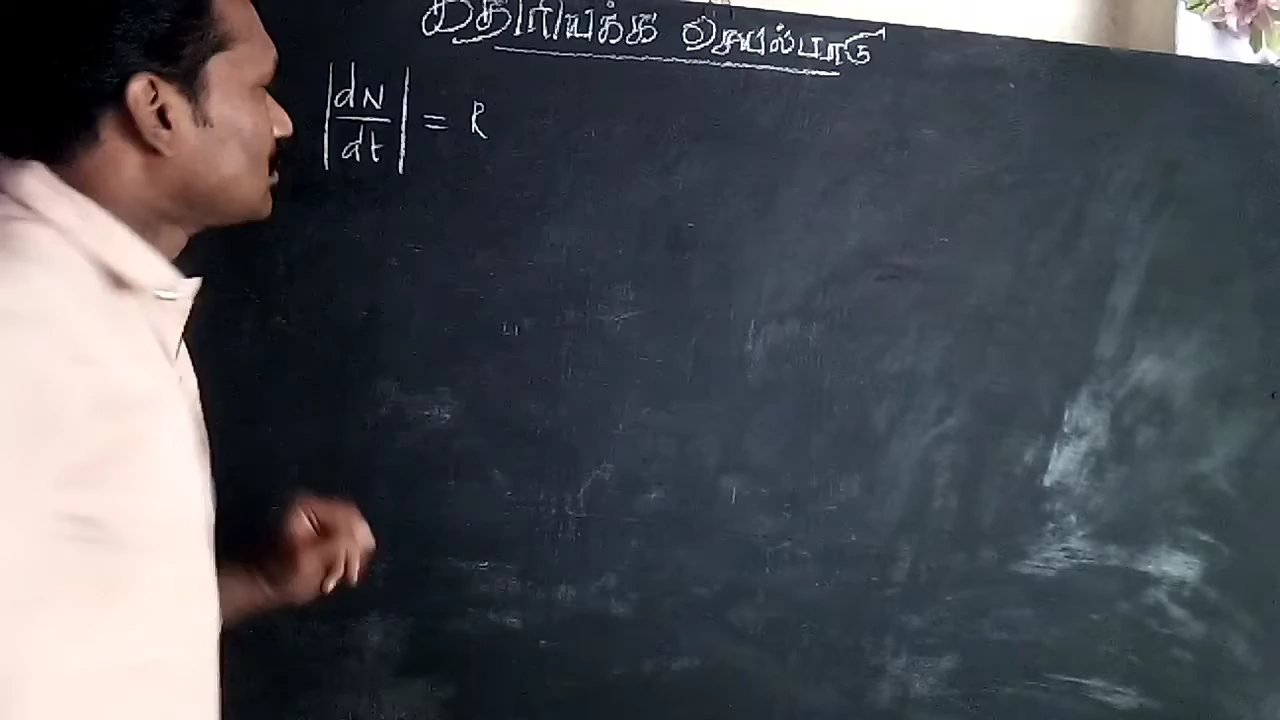 கதிரியக்க செயல்பாடு
|dN/dt| = R